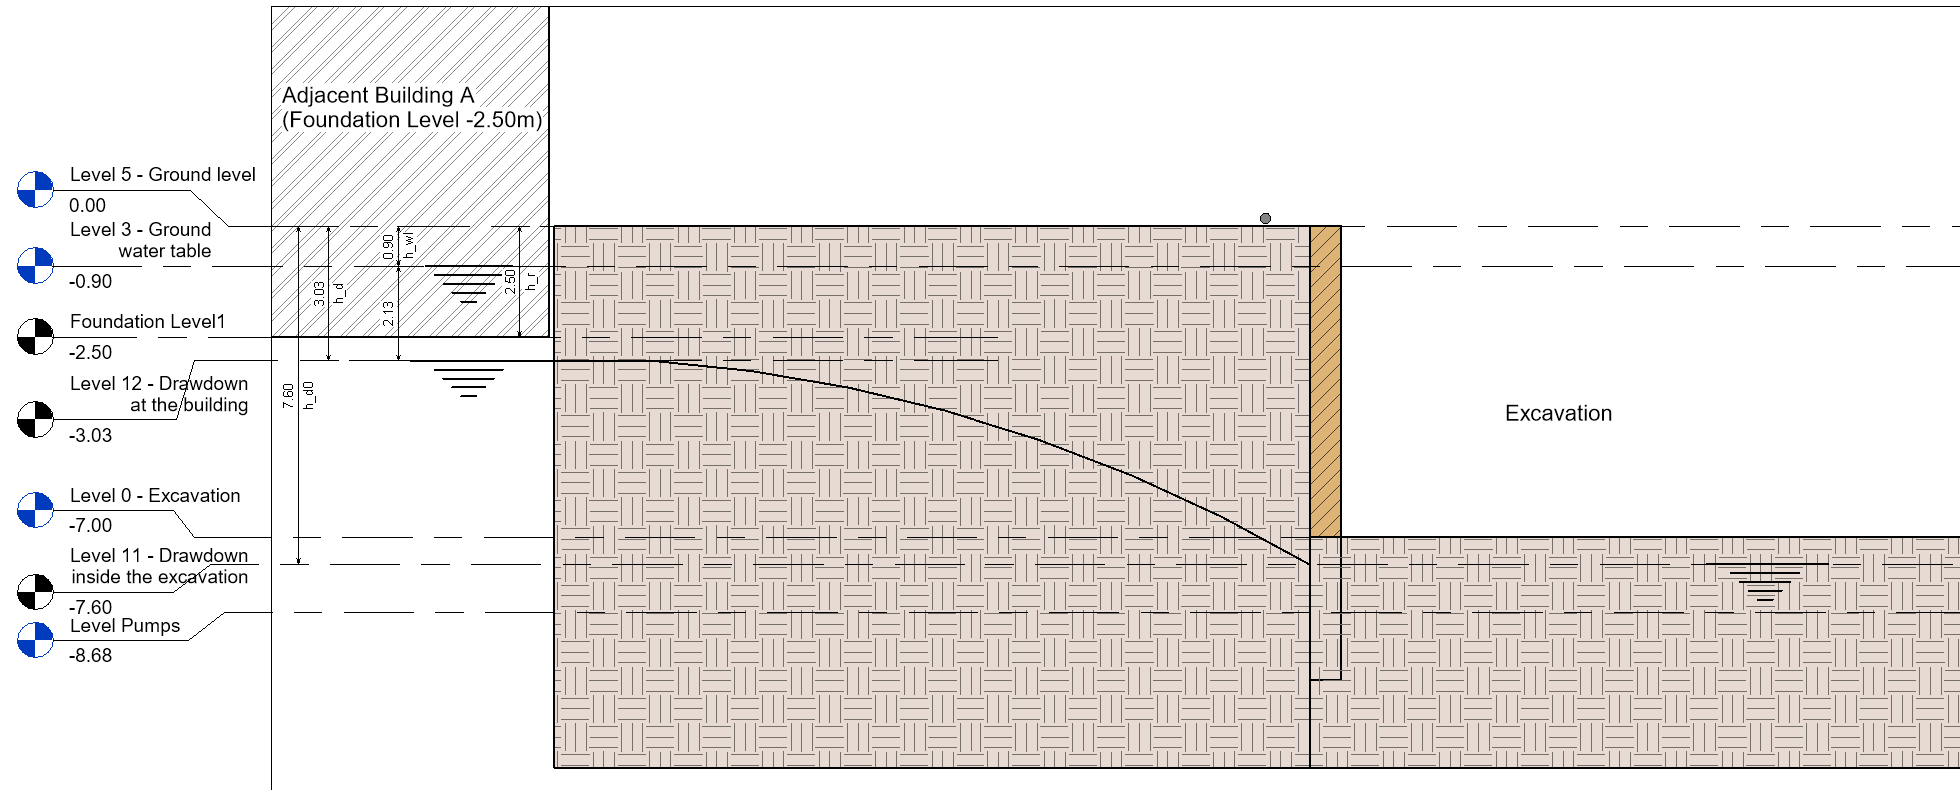 Adjacent Building A
(Foundation Level -2.50m)
Level 5 - Ground level
0.00
Level 3 - Ground
water table
-0.90
Foundation Level1
-2.50
Level 12 - Drawdown
at the building
-3.03
Level 0 - Excavation
-7.00
Level 11 - Drawdown
inside the excavation
-7.60
Level Pumps
-8.68
7.60
h_d0
3.03
h_d
0.90
h_wl
2.13
2.50
h_r
Excavation